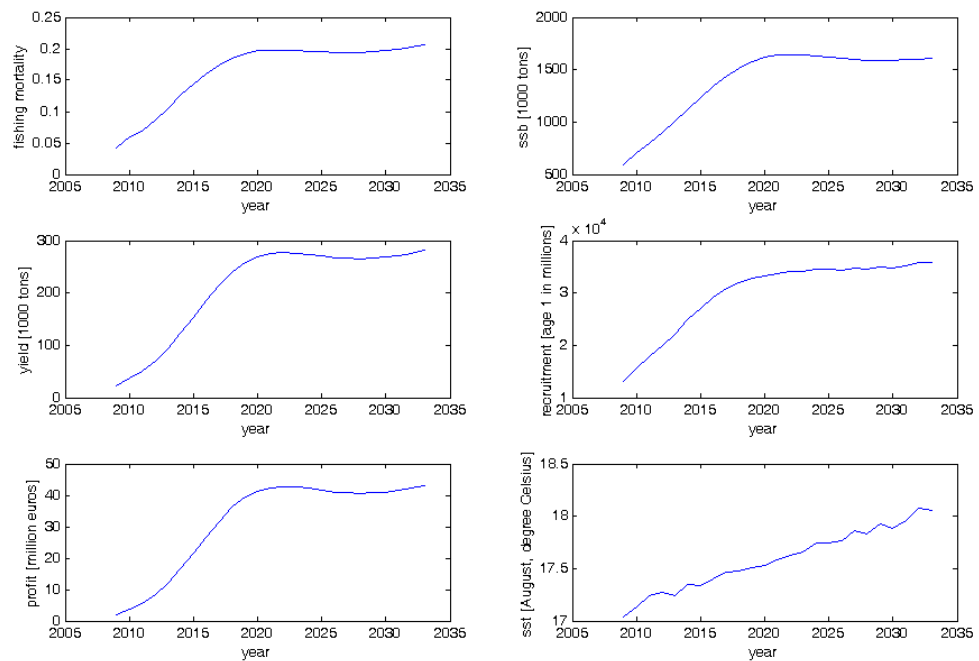 0.25
0.2
0.15
0.1
0.05
0
fishing mortality
2005 2010 2015 2020 2025 2030 2035
year
2000
1500
1000
500
ssb [1000 tons]
2005 2010 2015 2020 2025 2030 2035
year
300
200
100
0
yield [1000 tons]
2005 2010 2015 2020 2025 2030 2035
year
x 10^4
4
3
2
1
recruitment [age 1 in millions]
2005 2010 2015 2020 2025 2030 2035
year
50
40
30
20
10
0
profit [million euros]
2005 2010 2015 2020 2025 2030 2035
year
18.5
18
17.5
17
sst [August, degree Celsius]
2005 2010 2015 2020 2025 2030 2035
year